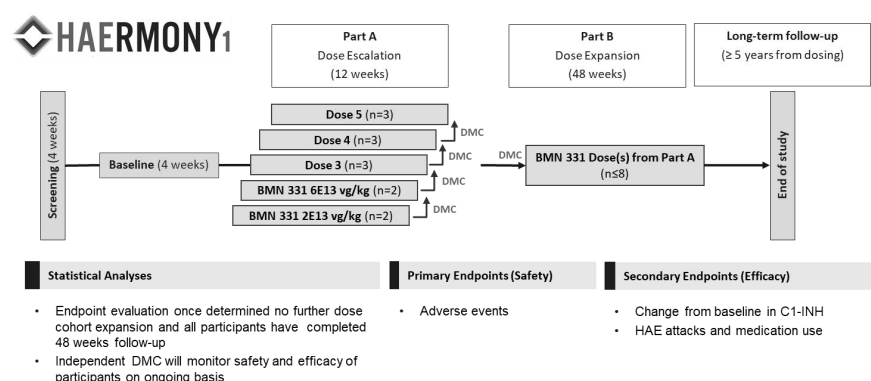 HAERMONY1
Part A
Dose Escalation
(12 weeks)
Part B
Dose Expansion
(48 weeks)
Long-term follow-up
(≥ 5 years from dosing)
Screening (4 weeks)
Baseline (4 weeks)
Dose 5 (n=3)
DMC
Dose 4 (n=3)
DMC
Dose 3 (n=3)
DMC
BMN 331 6E13 vg/kg (n=2)
DMC
BMN 331 2E13 vg/kg (n=2)
DMC
BMN 331 Dose(s) from Part A
(n≤8)
End of study
Statistical Analyses
• Endpoint evaluation once determined no further dose
cohort expansion and all participants have completed
48 weeks follow-up
• Independent DMC will monitor safety and efficacy of
participants on ongoing basis
Primary Endpoints (Safety)
• Adverse events
Secondary Endpoints (Efficacy)
• Change from baseline in C1-INH
• HAE attacks and medication use